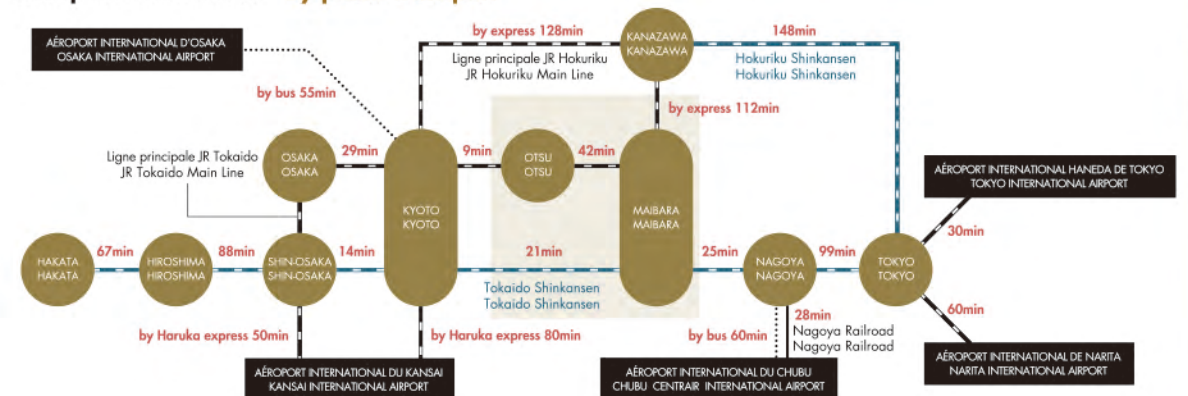 by express 128min
KANAZAWA
KANAZAWA
148min
AÉROPORT INTERNATIONAL D'OSAKA
OSAKA INTERNATIONAL AIRPORT
Ligne principale JR Hokuriku
JR Hokuriku Main Line
Hokuriku Shinkansen
Hokuriku Shinkansen
by bus 55min
by express 112min
Ligne principale JR Tokaido
JR Tokaido Main Line
OSAKA
OSAKA
29min
9min
OTSU
OTSU
42min
AÉROPORT INTERNATIONAL HANEDA DE TOKYO
TOKYO INTERNATIONAL AIRPORT
KYOTO
KYOTO
MAIBARA
MAIBARA
30min
HAKATA
HAKATA
67min
HIROSHIMA
HIROSHIMA
88min
SHIN-OSAKA
SHIN-OSAKA
14min
21min
25min
NAGOYA
NAGOYA
99min
TOKYO
TOKYO
Tokaido Shinkansen
Tokaido Shinkansen
60min
by Haruka express 50min
by Haruka express 80min
by bus 60min
28min
Nagoya Railroad
Nagoya Railroad
AÉROPORT INTERNATIONAL DU KANSAI
KANSAI INTERNATIONAL AIRPORT
AÉROPORT INTERNATIONAL DU CHUBU
CHUBU CENTRAIR INTERNATIONAL AIRPORT
AÉROPORT INTERNATIONAL DE NARITA
NARITA INTERNATIONAL AIRPORT